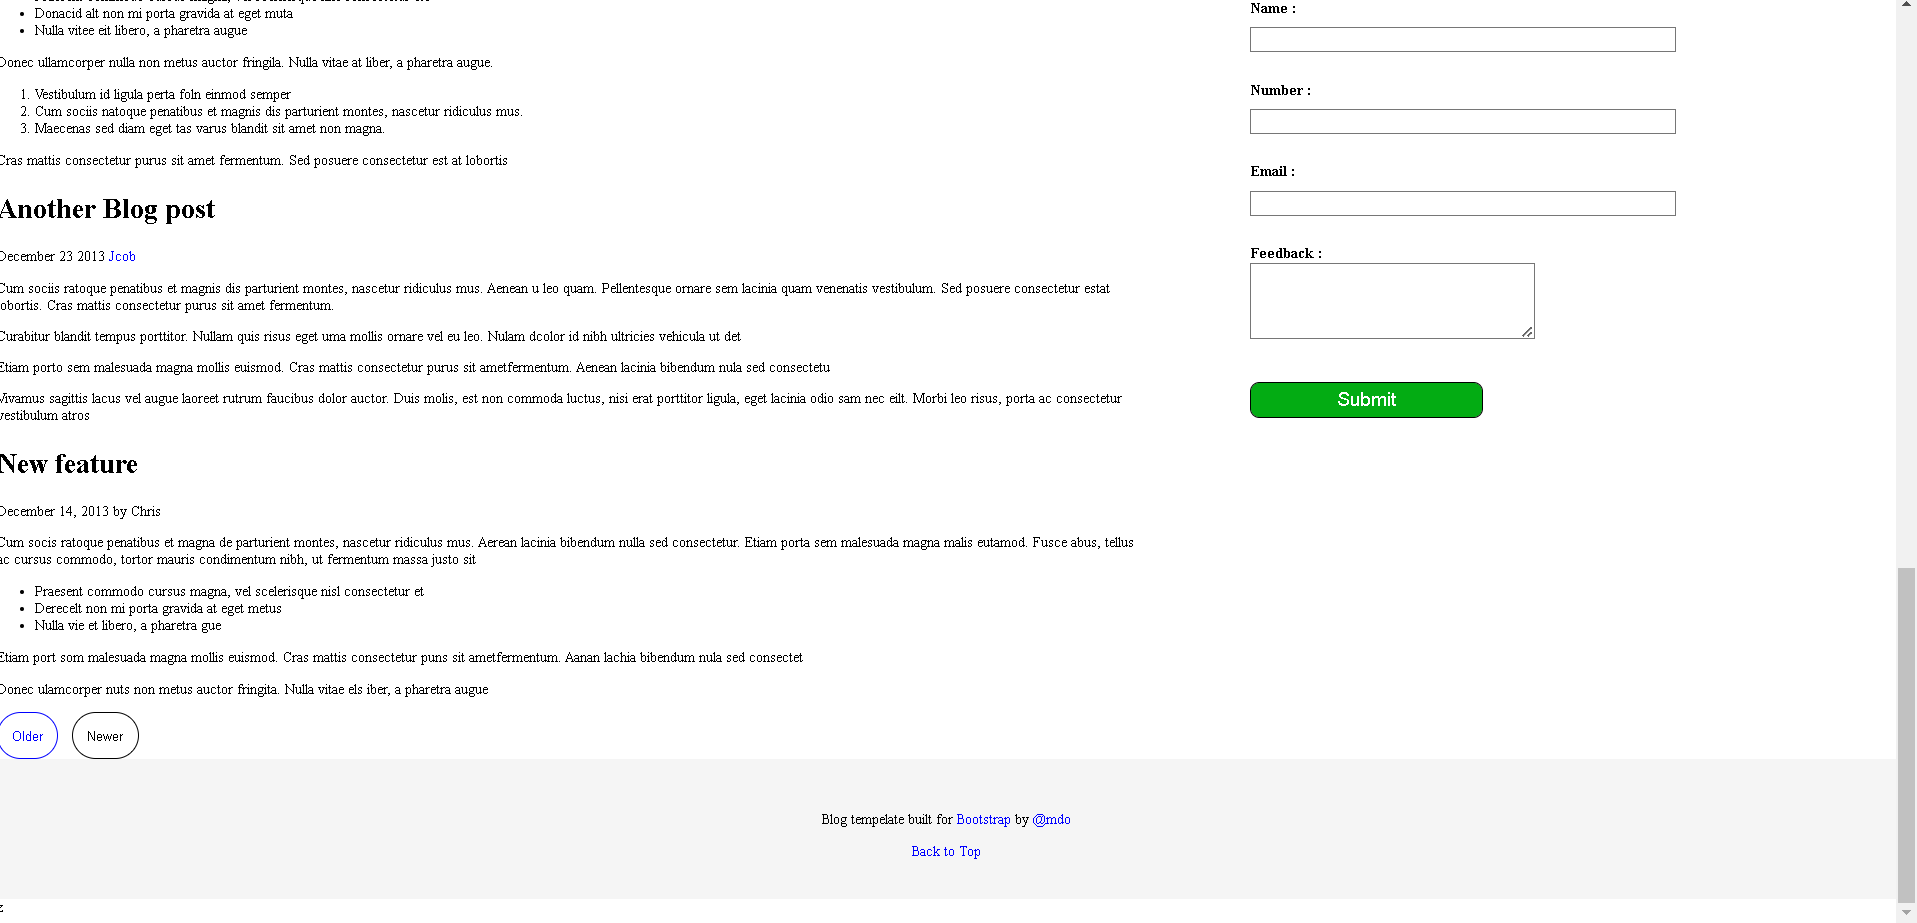 Donacid alt non mi porta gravida at eget muta
Nulla vitee eit libero, a pharetra augue
Donec ullamcorper nulla non metus auctor fringila. Nulla vitae at liber, a pharetra augue.
1. Vestibulum id ligula perta foln einmod semper
2. Cum sociis natoque penatibus et magnis dis parturient montes, nascetur ridiculus mus.
3. Maecenas sed diam eget tas varus blandit sit amet non magna.
Cras mattis consectetur purus sit amet fermentum. Sed posuere consectetur est at lobortis
Another Blog post
December 23 2013 Jcob
Cum sociis ratoque penatibus et magnis dis parturient montes, nascetur ridiculus mus. Aenean u leo quam. Pellentesque ornare sem lacinia quam venenatis vestibulum. Sed posuere consectetur estat
lobortis. Cras mattis consectetur purus sit amet fermentum.
Curabitur blandit tempus porttitor. Nullam quis risus eget uma mollis ornare vel eu leo. Nulam dcolor id nibh ultricies vehicula ut det
Etiam porto sem malesuada magna mollis euismod. Cras mattis consectetur purus sit ametfermentum. Aenean lacinia bibendum nula sed consectetu
Vivamus sagittis lacus vel augue laoreet rutrum faucibus dolor auctor. Duis molis, est non commoda luctus, nisi erat porttitor ligula, eget lacinia odio sam nec eilt. Morbi leo risus, porta ac consectetur
vestibulum atros
New feature
December 14, 2013 by Chris
Cum socis ratoque penatibus et magna de parturient montes, nascetur ridiculus mus. Aerean lacinia bibendum nulla sed consectetur. Etiam porta sem malesuada magna malis eutamod. Fusce abus, tellus
ac cursus commodo, tortor mauris condimentum nibh, ut fermentum massa justo sit
Praesent commodo cursus magna, vel scelerisque nisl consectetur et
Derecelt non mi porta gravida at eget metus
Nulla vie et libero, a pharetra gue
Etiam port som malesuada magna mollis euismod. Cras mattis consectetur puns sit ametfermentum. Aanan lachia bibendum nula sed consectet
Donec ulamcorper nuts non metus auctor fringita. Nulla vitae els iber, a pharetra augue
Older
Newer
Name :
Number :
Email :
Feedback :
Submit
Blog tempelate built for Bootstrap by @mdo
Back to Top